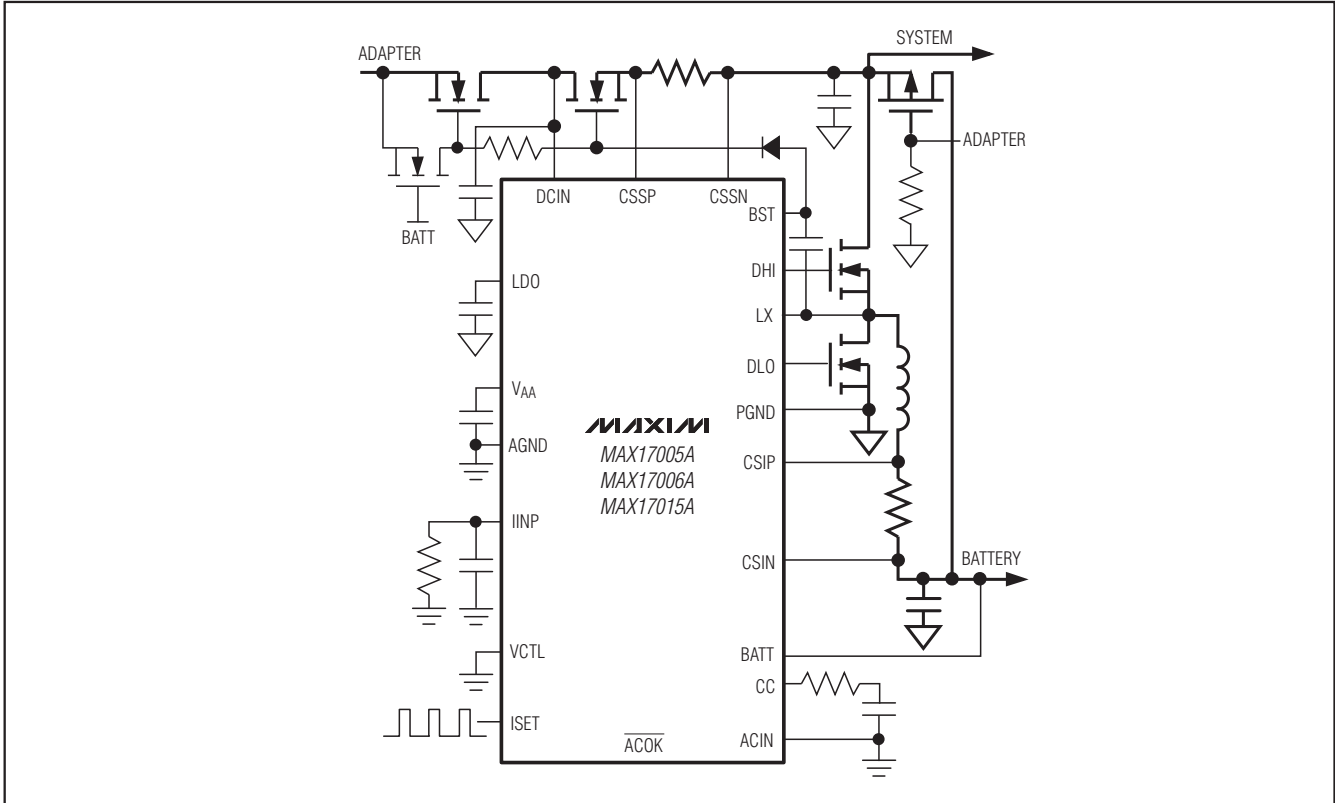 SYSTEM
ADAPTER
ADAPTER
BATT
DCIN
CSSP
CSSN
BST
DHI
LX
DLO
PGND
CSIP
CSIN
BATTERY
BATT
CC
ACIN
LDO
VAA
AGND
IINP
VCTL
ISET
ACOK
MAXIM
MAX17005A
MAX17006A
MAX17015A